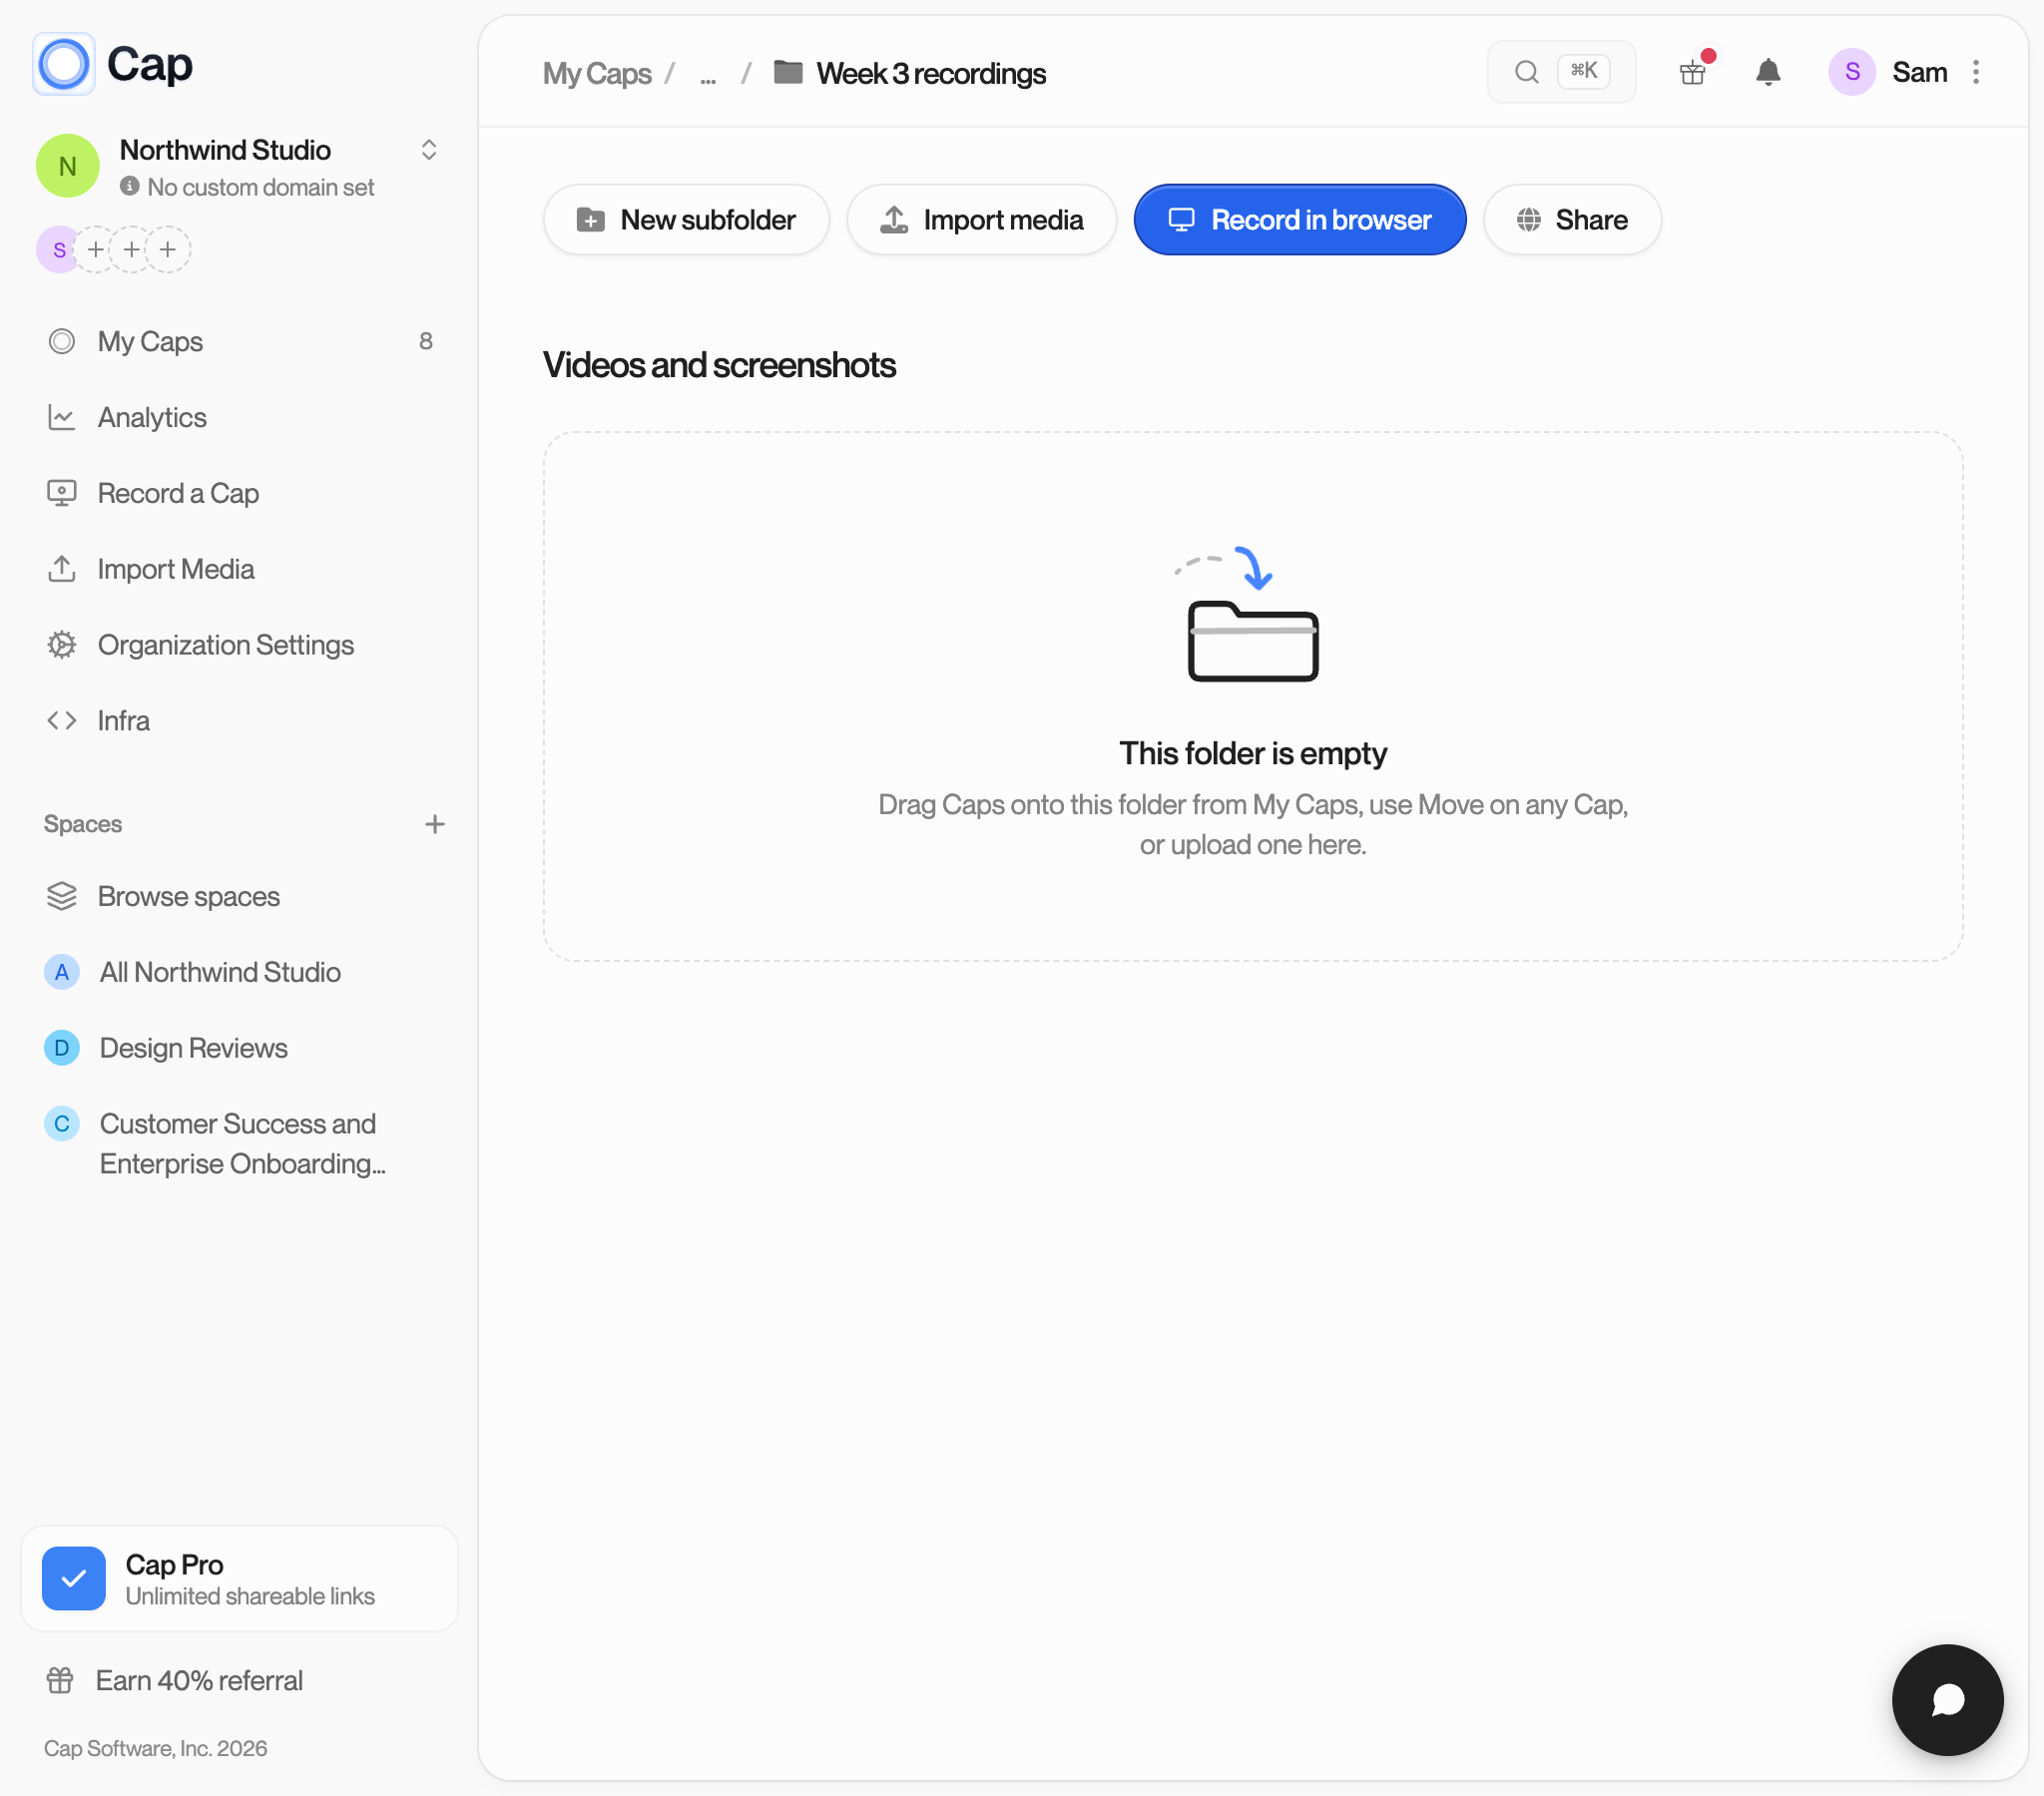 Cap
Northwind Studio
No custom domain set
N
S
My Caps 8
Analytics
Record a Cap
Import Media
Organization Settings
Infra
Spaces
Browse spaces
A All Northwind Studio
D Design Reviews
C Customer Success and
Enterprise Onboarding...
Cap Pro
Unlimited shareable links
Earn 40% referral
Cap Software, Inc. 2026
My Caps / ... / Week 3 recordings
⌘K
S Sam
New subfolder
Import media
Record in browser
Share
Videos and screenshots
This folder is empty
Drag Caps onto this folder from My Caps, use Move on any Cap,
or upload one here.